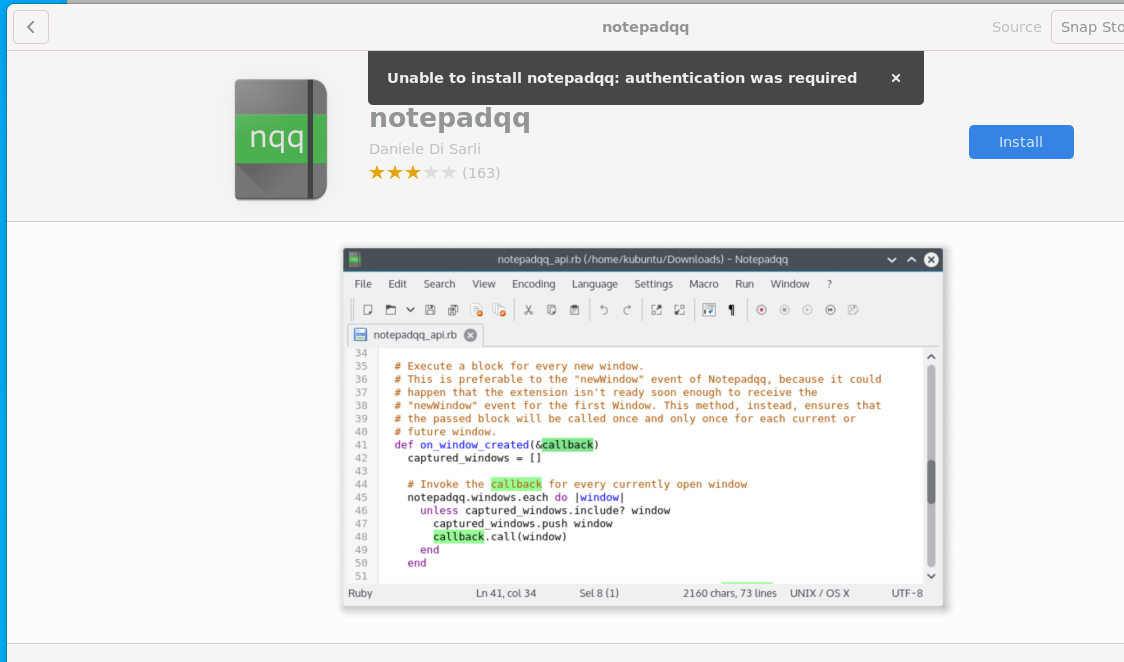 notepadqq
Source
Snap Sto
Unable to install notepadqq: authentication was required ×
nqq
notepadqq
Daniele Di Sarli
(163)
Install
notepadqq_api.rb (/home/kubuntu/Downloads) - Notepadqq
File Edit Search View Encoding Language Settings Macro Run Window ?
notepadqq_api.rb
34
35 # Execute a block for every new window.
36 # This is preferable to the "newWindow" event of Notepadqq, because it could
37 # happen that the extension isn't ready soon enough to receive the
38 # "newWindow" event for the first Window. This method, instead, ensures that
39 # the passed block will be called once and only once for each current or
40 # future window.
41 def on_window_created(&callback)
42 captured_windows = []
43
44 # Invoke the callback for every currently open window
45 notepadqq.windows.each do |window|
46 unless captured_windows.include? window
47 captured_windows.push window
48 callback.call(window)
49 end
50 end
51
Ruby Ln 41, col 34 Sel 8 (1) 2160 chars, 73 lines UNIX / OS X UTF-8